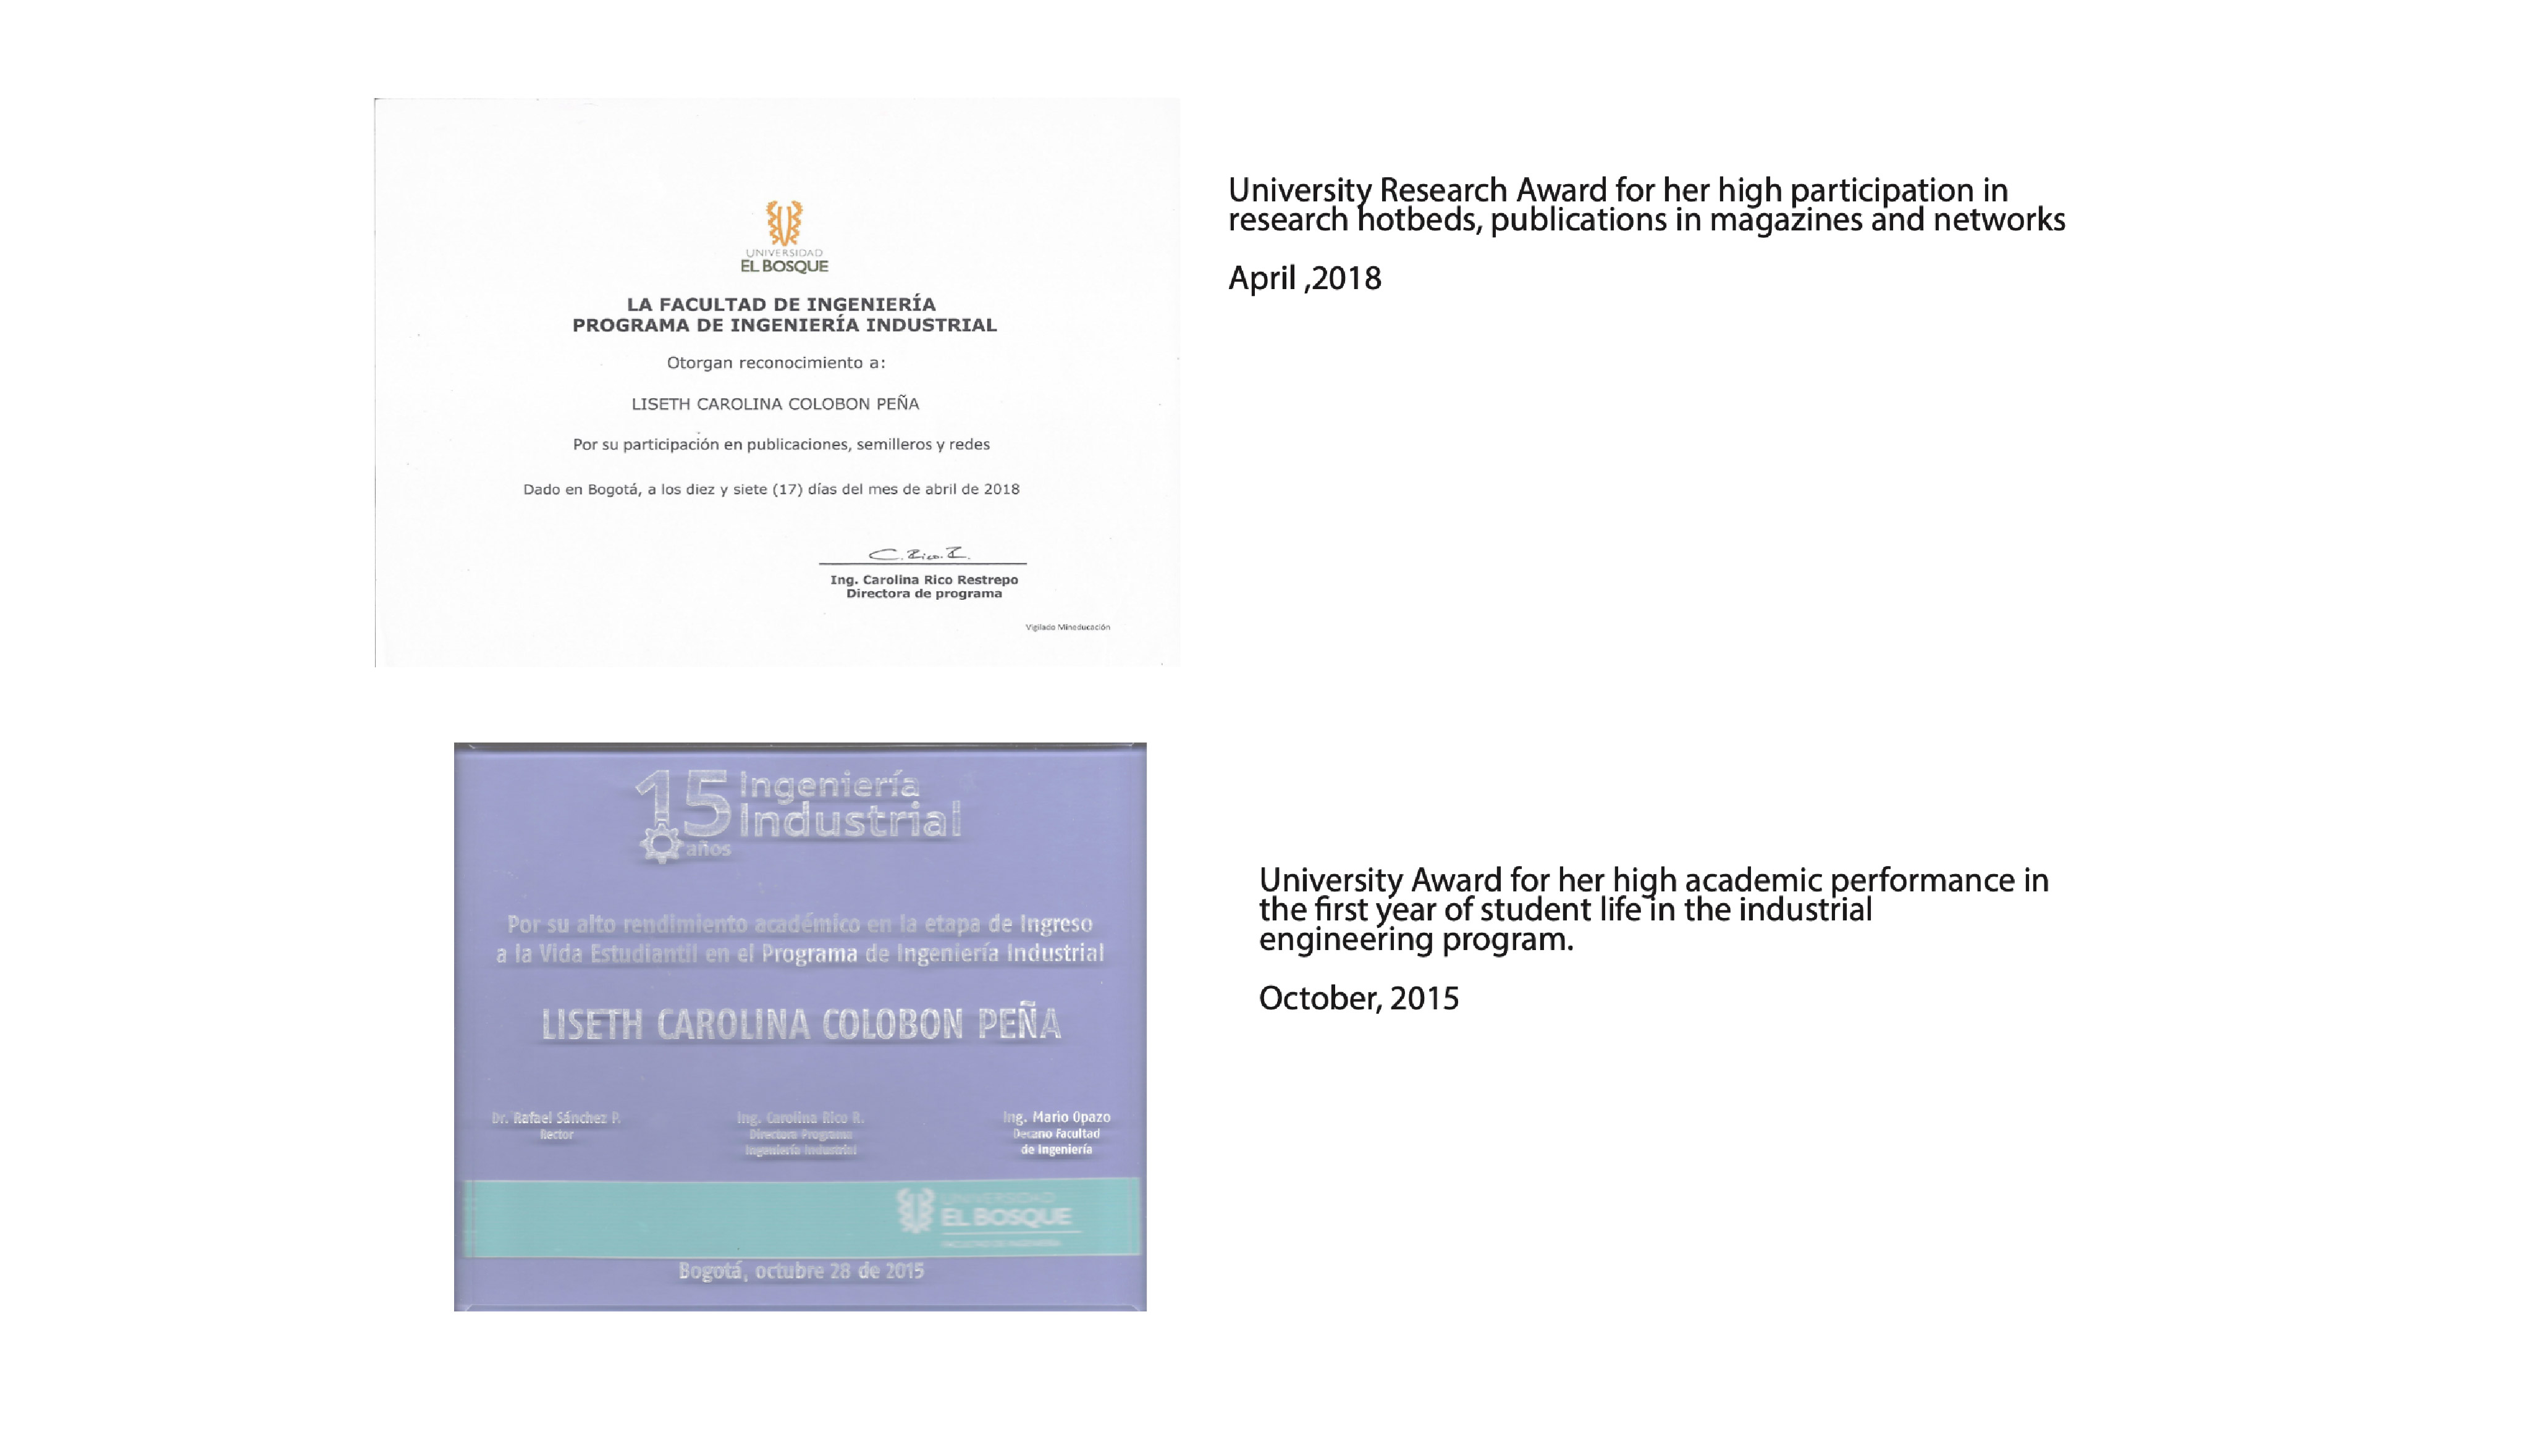 UNIVERSIDAD
EL BOSQUE
LA FACULTAD DE INGENIERÍA
PROGRAMA DE INGENIERÍA INDUSTRIAL
Otorgan reconocimiento a:
LISETH CAROLINA COLOBON PEÑA
Por su participación en publicaciones, semilleros y redes
Dado en Bogotá, a los diez y siete (17) días del mes de abril de 2018
C. Rico. R.
Ing. Carolina Rico Restrepo
Directora de programa
Vigilado Mineducación
University Research Award for her high participation in
research hotbeds, publications in magazines and networks
April ,2018
15 años
Ingeniería
Industrial
Por su alto rendimiento académico en la etapa de Ingreso
a la Vida Estudiantil en el Programa de Ingeniería Industrial
LISETH CAROLINA COLOBON PEÑA
Dr. Rafael Sánchez P.
Rector
Ing. Carolina Rico R.
Directora Programa
Ingeniería Industrial
Ing. Mario Opazo
Decano Facultad
de Ingeniería
UNIVERSIDAD
EL BOSQUE
FACULTAD DE INGENIERÍA
Bogotá, octubre 28 de 2015
University Award for her high academic performance in
the first year of student life in the industrial
engineering program.
October, 2015